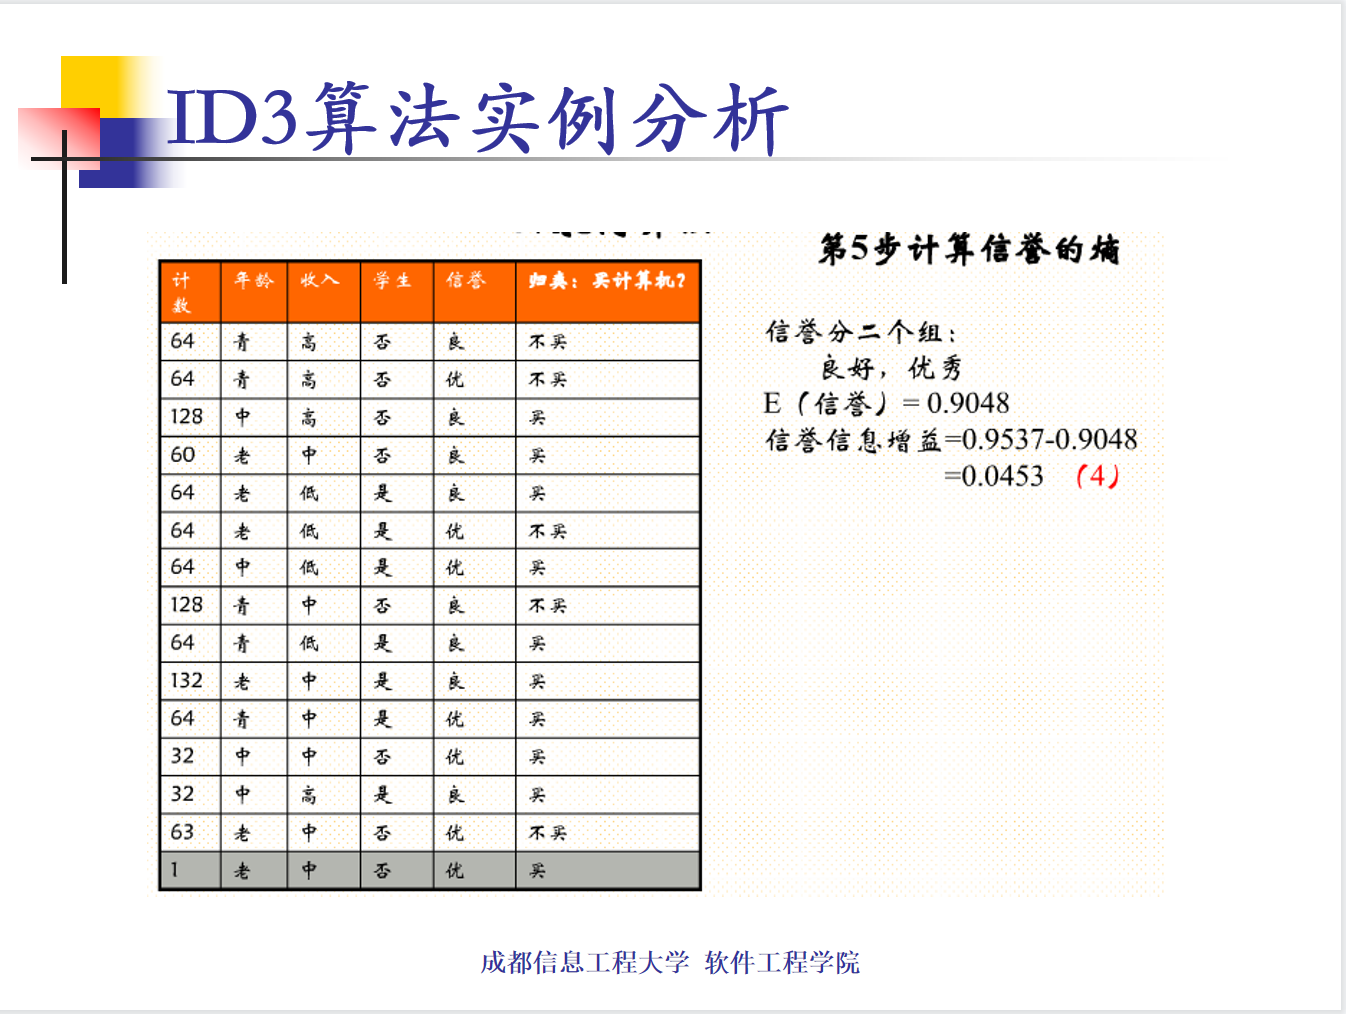 ID3算法实例分析
计数 年龄 收入 学生 信誉 归类：买计算机？
64 青 高 否 良 不买
64 青 高 否 优 不买
128 中 高 否 良 买
60 老 中 否 良 买
64 老 低 是 良 买
64 老 低 是 优 不买
64 中 低 是 优 买
128 青 中 否 良 不买
64 青 低 是 良 买
132 老 中 是 良 买
64 青 中 是 优 买
32 中 中 否 优 买
32 中 高 是 良 买
63 老 中 否 优 不买
1 老 中 否 优 买
第5步计算信誉的熵
信誉分二个组：
良好，优秀
E（信誉）= 0.9048
信誉信息增益=0.9537-0.9048
=0.0453 （4）
成都信息工程大学 软件工程学院